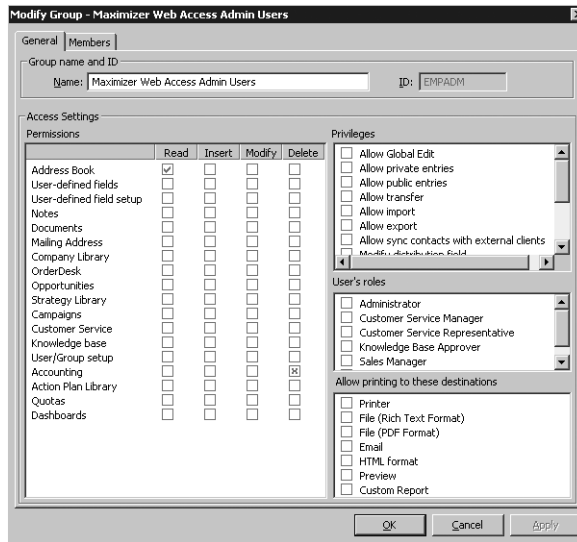 Modify Group - Maximizer Web Access Admin Users
General Members
Group name and ID
Name: Maximizer Web Access Admin Users ID: EMPADM
Access Settings
Permissions
Read Insert Modify Delete
Address Book
User-defined fields
User-defined field setup
Notes
Documents
Mailing Address
Company Library
OrderDesk
Opportunities
Strategy Library
Campaigns
Customer Service
Knowledge base
User/Group setup
Accounting
Action Plan Library
Quotas
Dashboards
Privileges
Allow Global Edit
Allow private entries
Allow public entries
Allow transfer
Allow import
Allow export
Allow sync contacts with external clients
Modify distribution field
User's roles
Administrator
Customer Service Manager
Customer Service Representative
Knowledge Base Approver
Sales Manager
Allow printing to these destinations
Printer
File (Rich Text Format)
File (PDF Format)
Email
HTML format
Preview
Custom Report
OK Cancel Apply